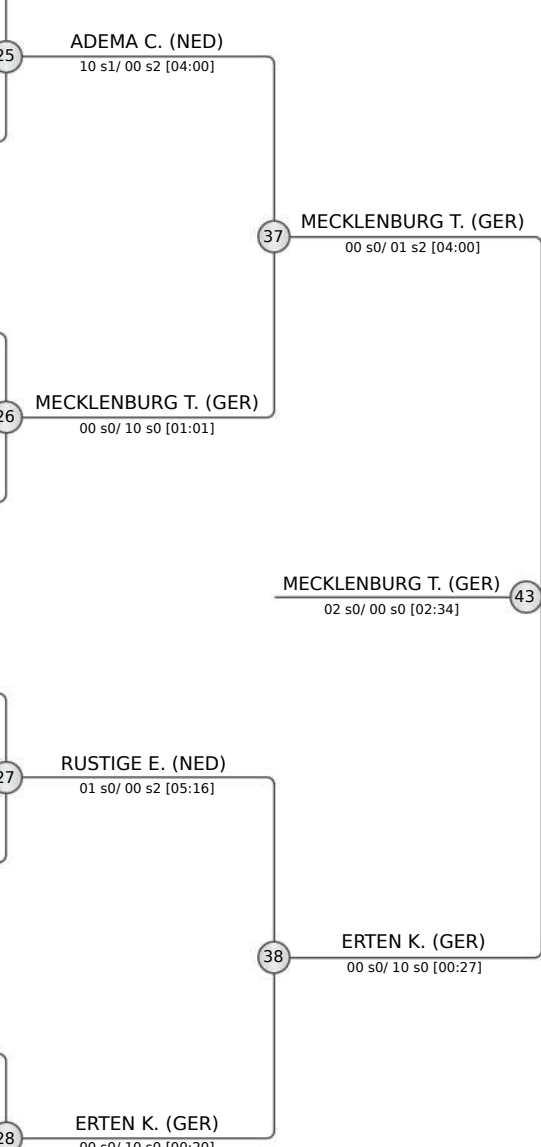 25
ADEMA C. (NED)
10 s1/ 00 s2 [04:00]
37
MECKLENBURG T. (GER)
00 s0/ 01 s2 [04:00]
26
MECKLENBURG T. (GER)
00 s0/ 10 s0 [01:01]
MECKLENBURG T. (GER)
43
02 s0/ 00 s0 [02:34]
27
RUSTIGE E. (NED)
01 s0/ 00 s2 [05:16]
38
ERTEN K. (GER)
00 s0/ 10 s0 [00:27]
28
ERTEN K. (GER)